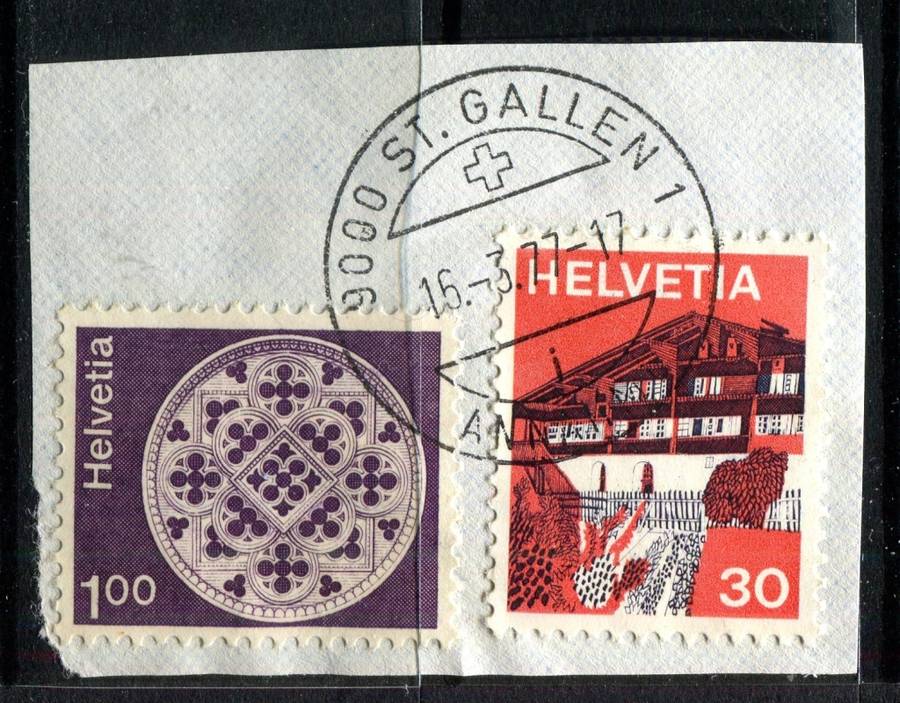 9000 ST. GALLEN 1
16.-3.77-17
HELVETIA
30
Helvetia
1.00